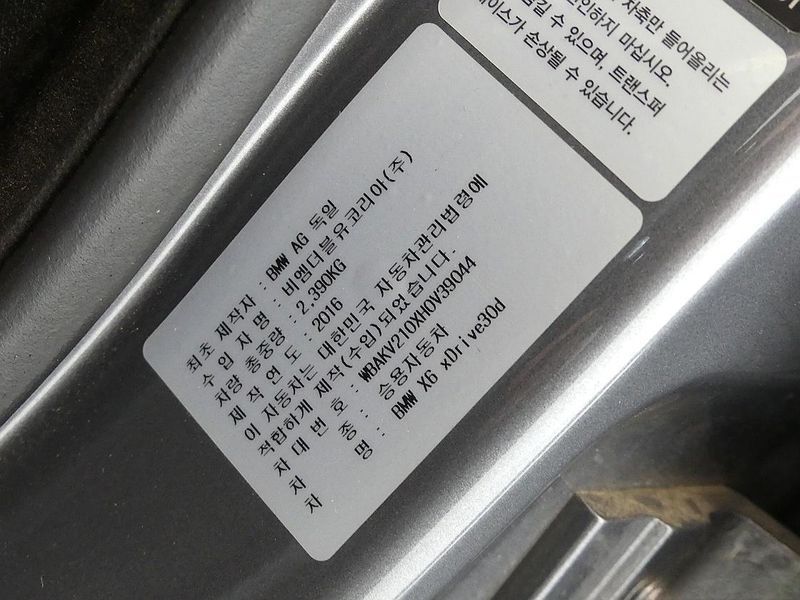 차축만 들어올리는
인하지 마십시오.
길 수 있으며, 트랜스퍼
케이스가 손상될 수 있습니다.
최초 제작자 : BMW AG 독일
수 입 자 명 : 비엠더블유코리아(주)
차량 총중량 : 2,390KG
제 작 연 도 : 2016
이 자동차는 대한민국 자동차관리법령에
적합하게 제작(수입)되었습니다.
차 대 번 호 : WBAKV210XH0V39044
차 종 : 승용자동차
차 명 : BMW X6 xDrive30d